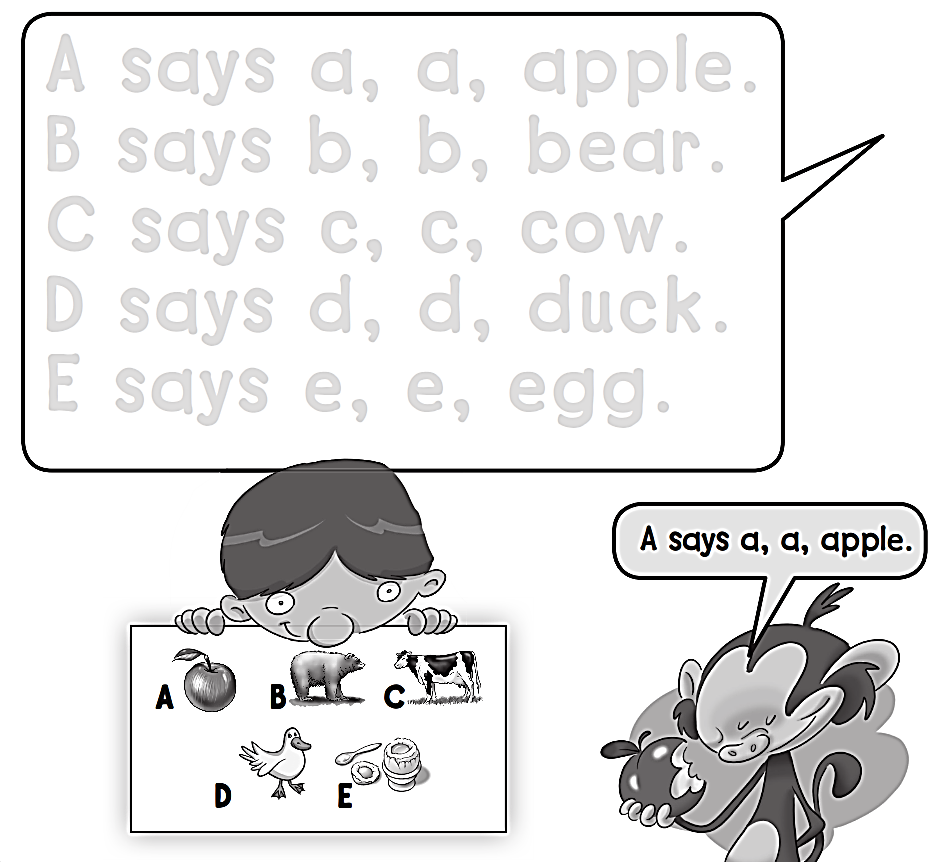 A says a, a, apple.
B says b, b, bear.
C says c, c, cow.
D says d, d, duck.
E says e, e, egg.
A says a, a, apple.
A B C
D E